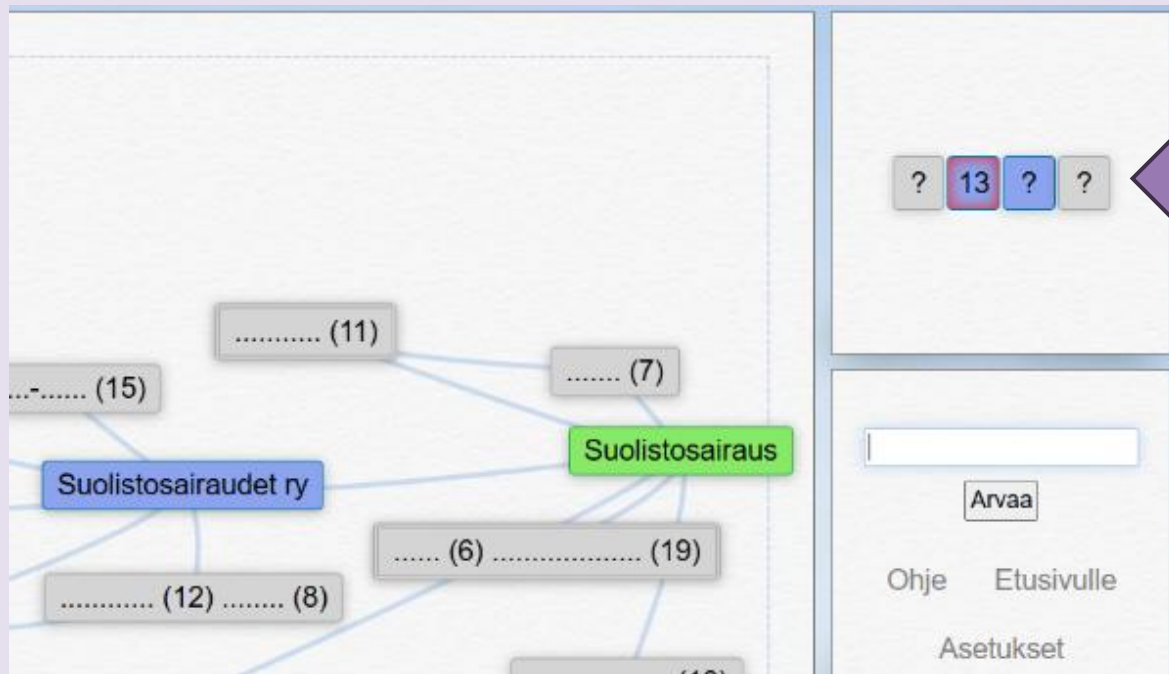 ? 13 ? ?
........... (11)
....... (7)
...-...... (15)
Suolistosairaus
Suolistosairaudet ry
Arvaa
...... (6) ................... (19)
Ohje Etusivulle
............ (12) ........ (8)
Asetukset